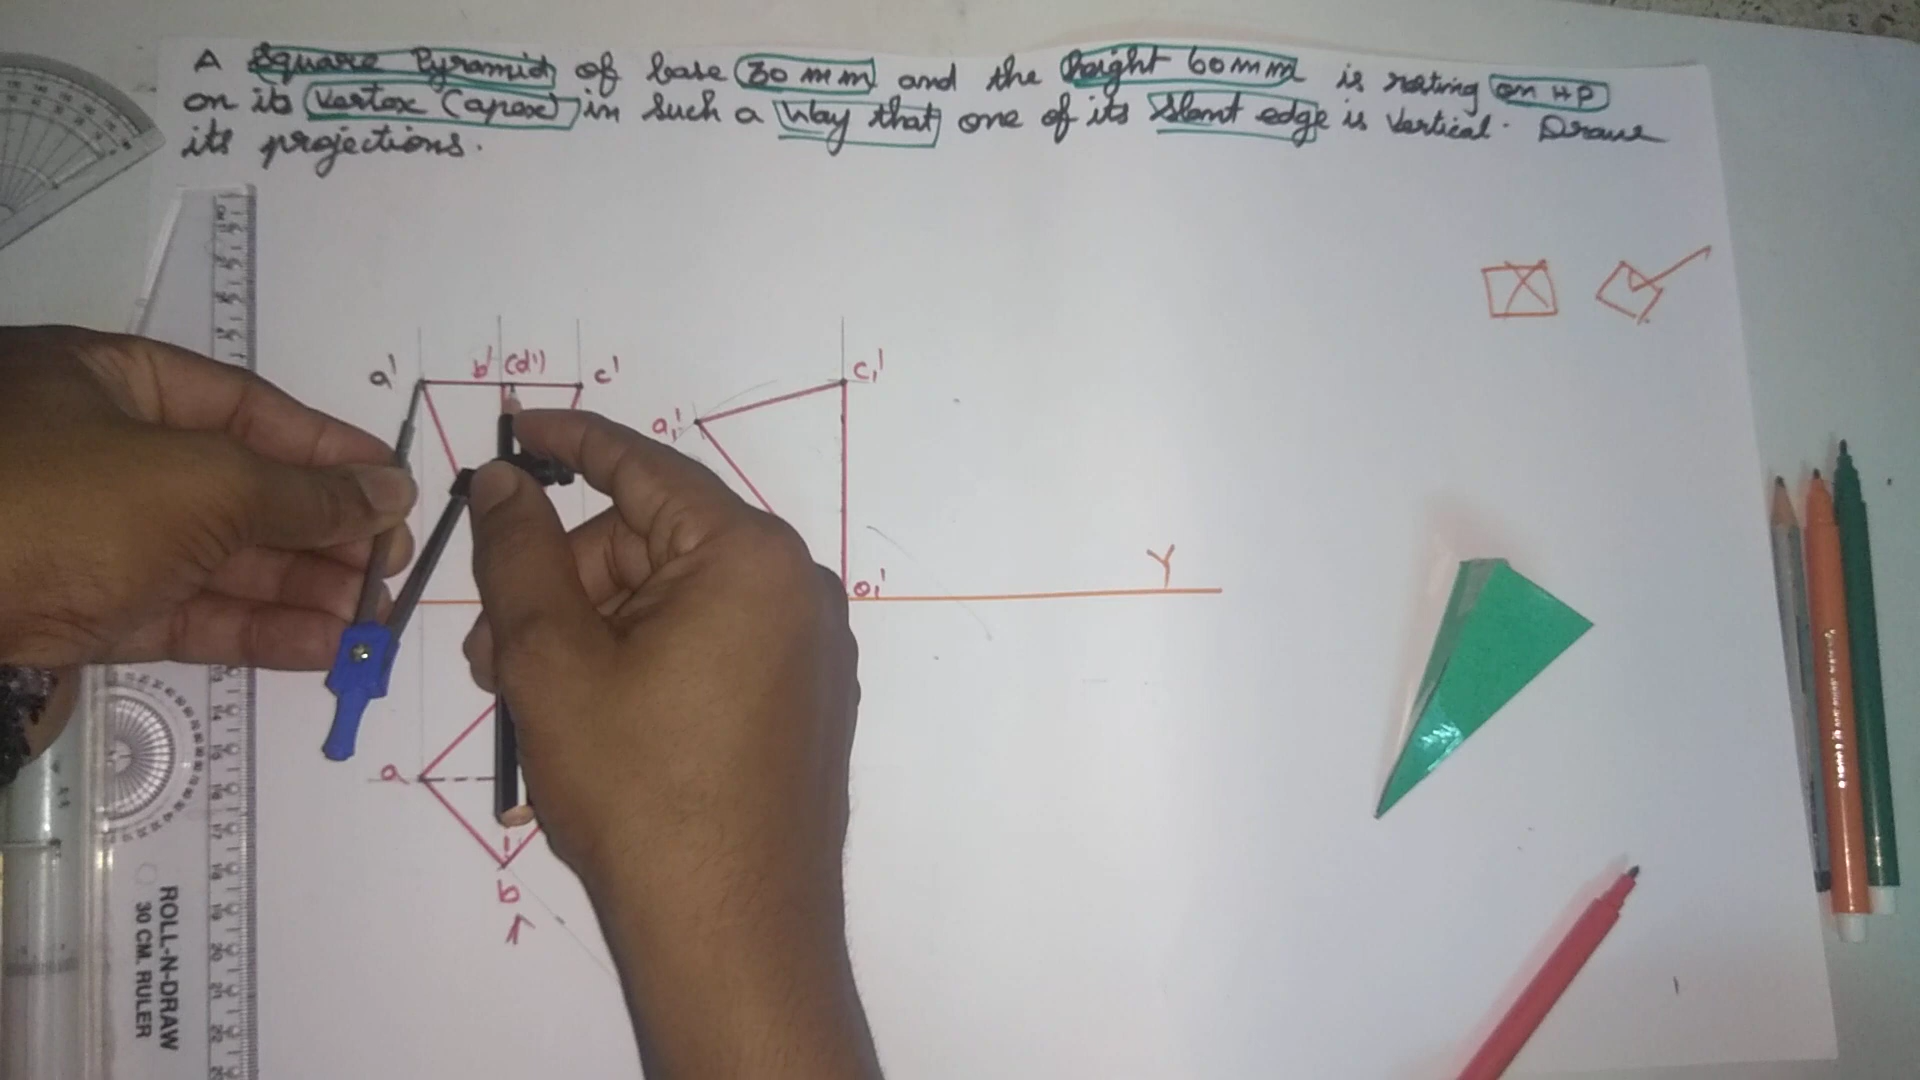 A Square Pyramid of base 30 mm and the height 60 mm is resting on HP
on its Vertex (apex) in such a way that one of its slant edge is vertical. Draw
its projections.
a' b' (d') c'
c₁'
a₁'
Y
o₁'
a
b
ROLL-N-DRAW
30 CM. RULER